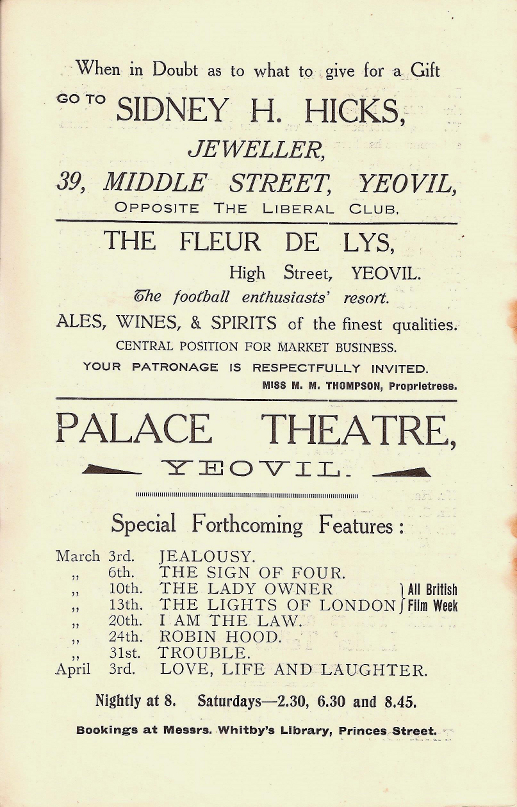 When in Doubt as to what to give for a Gift
GO TO SIDNEY H. HICKS,
JEWELLER,
39, MIDDLE STREET, YEOVIL,
OPPOSITE THE LIBERAL CLUB.
THE FLEUR DE LYS,
High Street, YEOVIL.
The football enthusiasts' resort.
ALES, WINES, & SPIRITS of the finest qualities.
CENTRAL POSITION FOR MARKET BUSINESS.
YOUR PATRONAGE IS RESPECTFULLY INVITED.
MISS M. M. THOMPSON, Proprietress.
PALACE THEATRE,
YEOVIL.
Special Forthcoming Features :
March 3rd. JEALOUSY.
„ 6th. THE SIGN OF FOUR.
„ 10th. THE LADY OWNER } All British
„ 13th. THE LIGHTS OF LONDON } Film Week
„ 20th. I AM THE LAW.
„ 24th. ROBIN HOOD.
„ 31st. TROUBLE.
April 3rd. LOVE, LIFE AND LAUGHTER.
Nightly at 8. Saturdays—2.30, 6.30 and 8.45.
Bookings at Messrs. Whitby's Library, Princes Street.